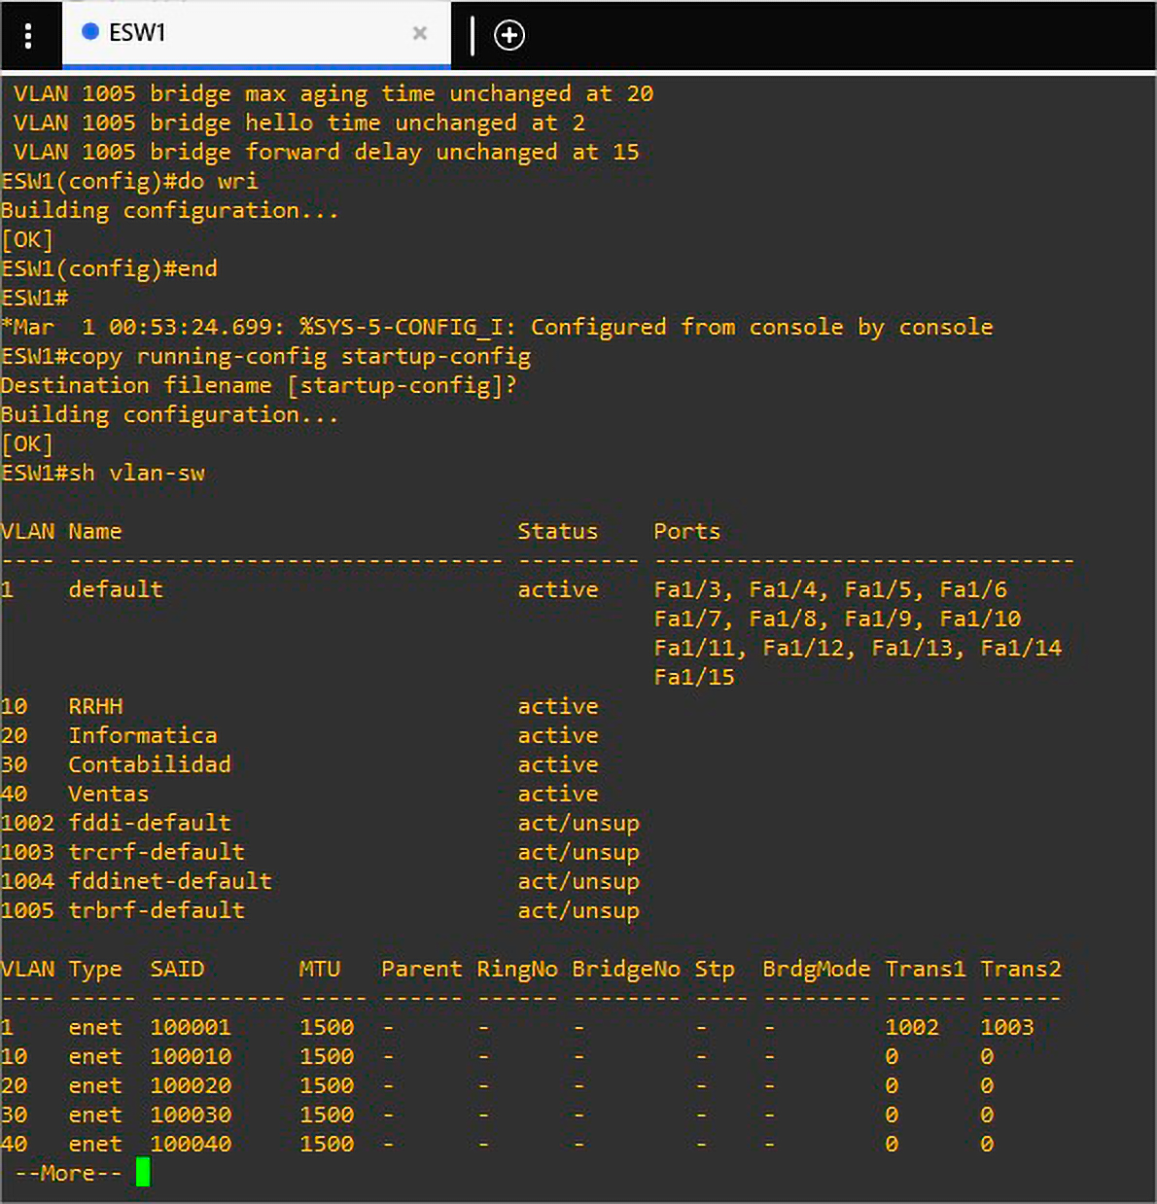 ESW1
VLAN 1005 bridge max aging time unchanged at 20
VLAN 1005 bridge hello time unchanged at 2
VLAN 1005 bridge forward delay unchanged at 15
ESW1(config)#do wri
Building configuration...
[OK]
ESW1(config)#end
ESW1#
*Mar  1 00:53:24.699: %SYS-5-CONFIG_I: Configured from console by console
ESW1#copy running-config startup-config
Destination filename [startup-config]?
Building configuration...
[OK]
ESW1#sh vlan-sw
VLAN Name                             Status    Ports
---- -------------------------------- --------- -------------------------------
1    default                          active    Fa1/3, Fa1/4, Fa1/5, Fa1/6
                                                Fa1/7, Fa1/8, Fa1/9, Fa1/10
                                                Fa1/11, Fa1/12, Fa1/13, Fa1/14
                                                Fa1/15
10   RRHH                             active
20   Informatica                      active
30   Contabilidad                     active
40   Ventas                           active
1002 fddi-default                     act/unsup
1003 trcrf-default                    act/unsup
1004 fddinet-default                  act/unsup
1005 trbrf-default                    act/unsup
VLAN Type  SAID       MTU   Parent RingNo BridgeNo Stp  BrdgMode Trans1 Trans2
---- ----- ---------- ----- ------ ------ -------- ---- -------- ------ ------
1    enet  100001     1500  -      -      -        -    -        1002   1003
10   enet  100010     1500  -      -      -        -    -        0      0
20   enet  100020     1500  -      -      -        -    -        0      0
30   enet  100030     1500  -      -      -        -    -        0      0
40   enet  100040     1500  -      -      -        -    -        0      0
 --More--